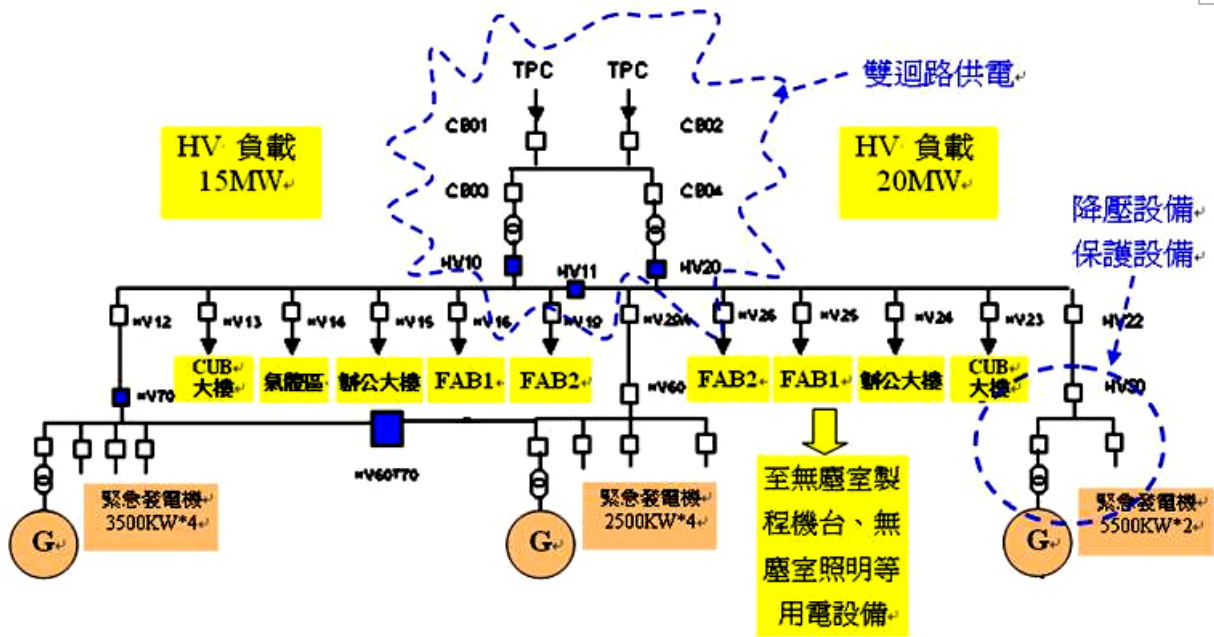 TPC TPC
雙迴路供電
CB01 CB02
HV 負載
15MW
HV 負載
20MW
CB03 CB04
降壓設備
保護設備
HV10 HV11 HV20
HV12 HV13 HV14 HV15 HV16 HV19 HV29A HV26 HV25 HV24 HV23 HV22
CUB
大樓
氣體區
辦公大樓
FAB1
FAB2
FAB2
FAB1
辦公大樓
CUB
大樓
HV70 HV60 HV50
HV60T70
緊急發電機
3500KW*4
緊急發電機
2500KW*4
緊急發電機
5500KW*2
G G G
至無塵室製
程機台、無
塵室照明等
用電設備